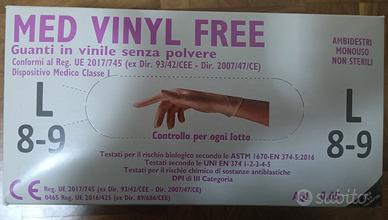 MED VINYL FREE
Guanti in vinile senza polvere
Conformi al Reg. UE 2017/745 (ex Dir. 93/42/CEE - Dir. 2007/47/CE)
Dispositivo Medico Classe I
AMBIDESTRI
MONOUSO
NON STERILI
L
8-9
L
8-9
Controllo per ogni lotto
Testati per il rischio biologico secondo le ASTM 1670-EN 374-5:2016
Testati secondo le UNI EN 374 1-2-3-4-5
Testati per il rischio chimico di sostanze antiblastiche
DPI di III Categoria
CE Reg. UE 2017/745 (ex Dir. 93/42/CEE - Dir. 2007/47/CE)
0465 Reg. UE 2016/425 (ex dir. 89/686/CEE)
subito